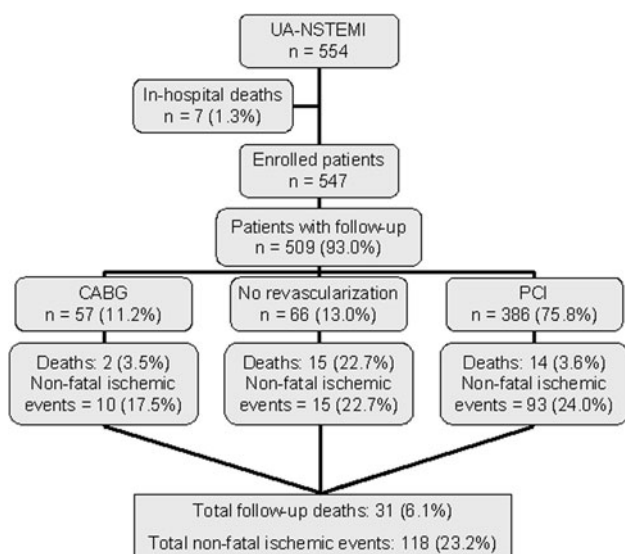 UA-NSTEMI
n = 554
In-hospital deaths
n = 7 (1.3%)
Enrolled patients
n = 547
Patients with follow-up
n = 509 (93.0%)
CABG
n = 57 (11.2%)
No revascularization
n = 66 (13.0%)
PCI
n = 386 (75.8%)
Deaths: 2 (3.5%)
Non-fatal ischemic
events = 10 (17.5%)
Deaths: 15 (22.7%)
Non-fatal ischemic
events = 15 (22.7%)
Deaths: 14 (3.6%)
Non-fatal ischemic
events = 93 (24.0%)
Total follow-up deaths: 31 (6.1%)
Total non-fatal ischemic events: 118 (23.2%)